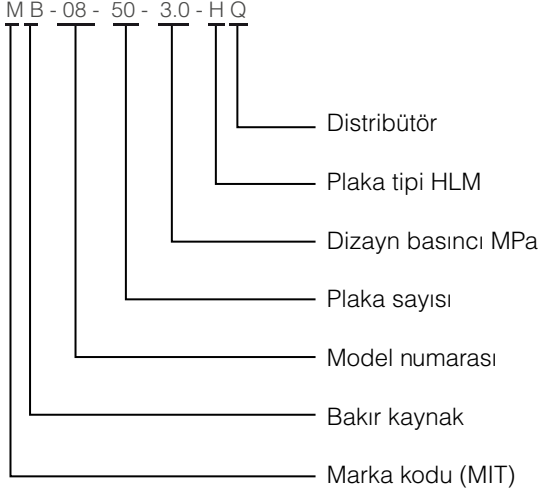 M B - 08 - 50 - 3.0 - H Q
Distribütör
Plaka tipi HLM
Dizayn basıncı MPa
Plaka sayısı
Model numarası
Bakır kaynak
Marka kodu (MIT)